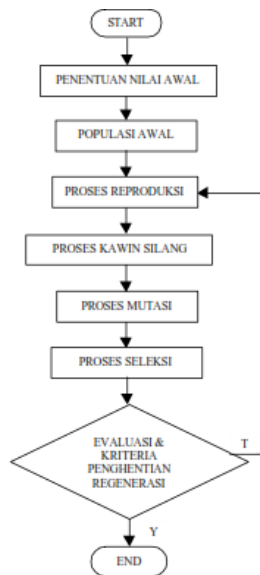 START
PENENTUAN NILAI AWAL
POPULASI AWAL
PROSES REPRODUKSI
PROSES KAWIN SILANG
PROSES MUTASI
PROSES SELEKSI
EVALUASI &
KRITERIA
PENGHENTIAN
REGENERASI
T
Y
END